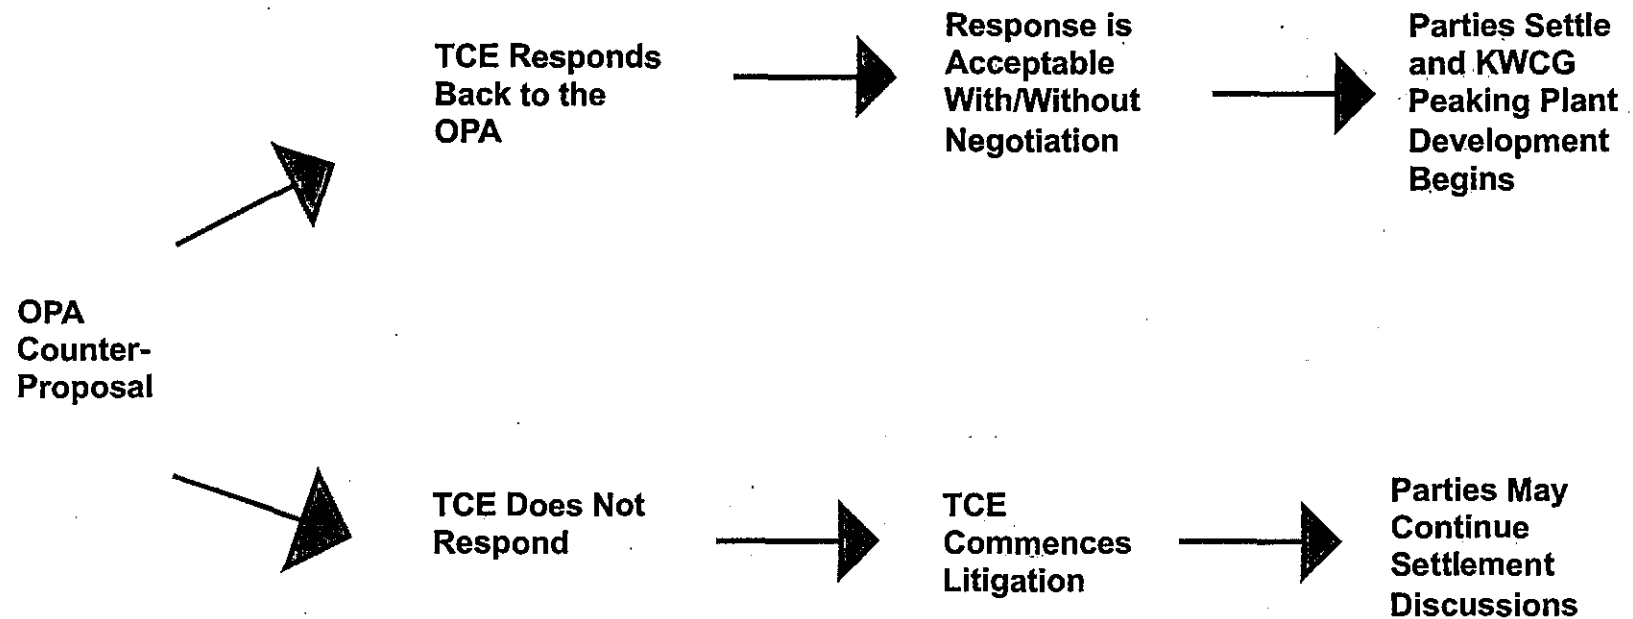 TCE Responds
Back to the
OPA
Response is
Acceptable
With/Without
Negotiation
Parties Settle
and KWCG
Peaking Plant
Development
Begins
OPA
Counter-
Proposal
TCE Does Not
Respond
TCE
Commences
Litigation
Parties May
Continue
Settlement
Discussions